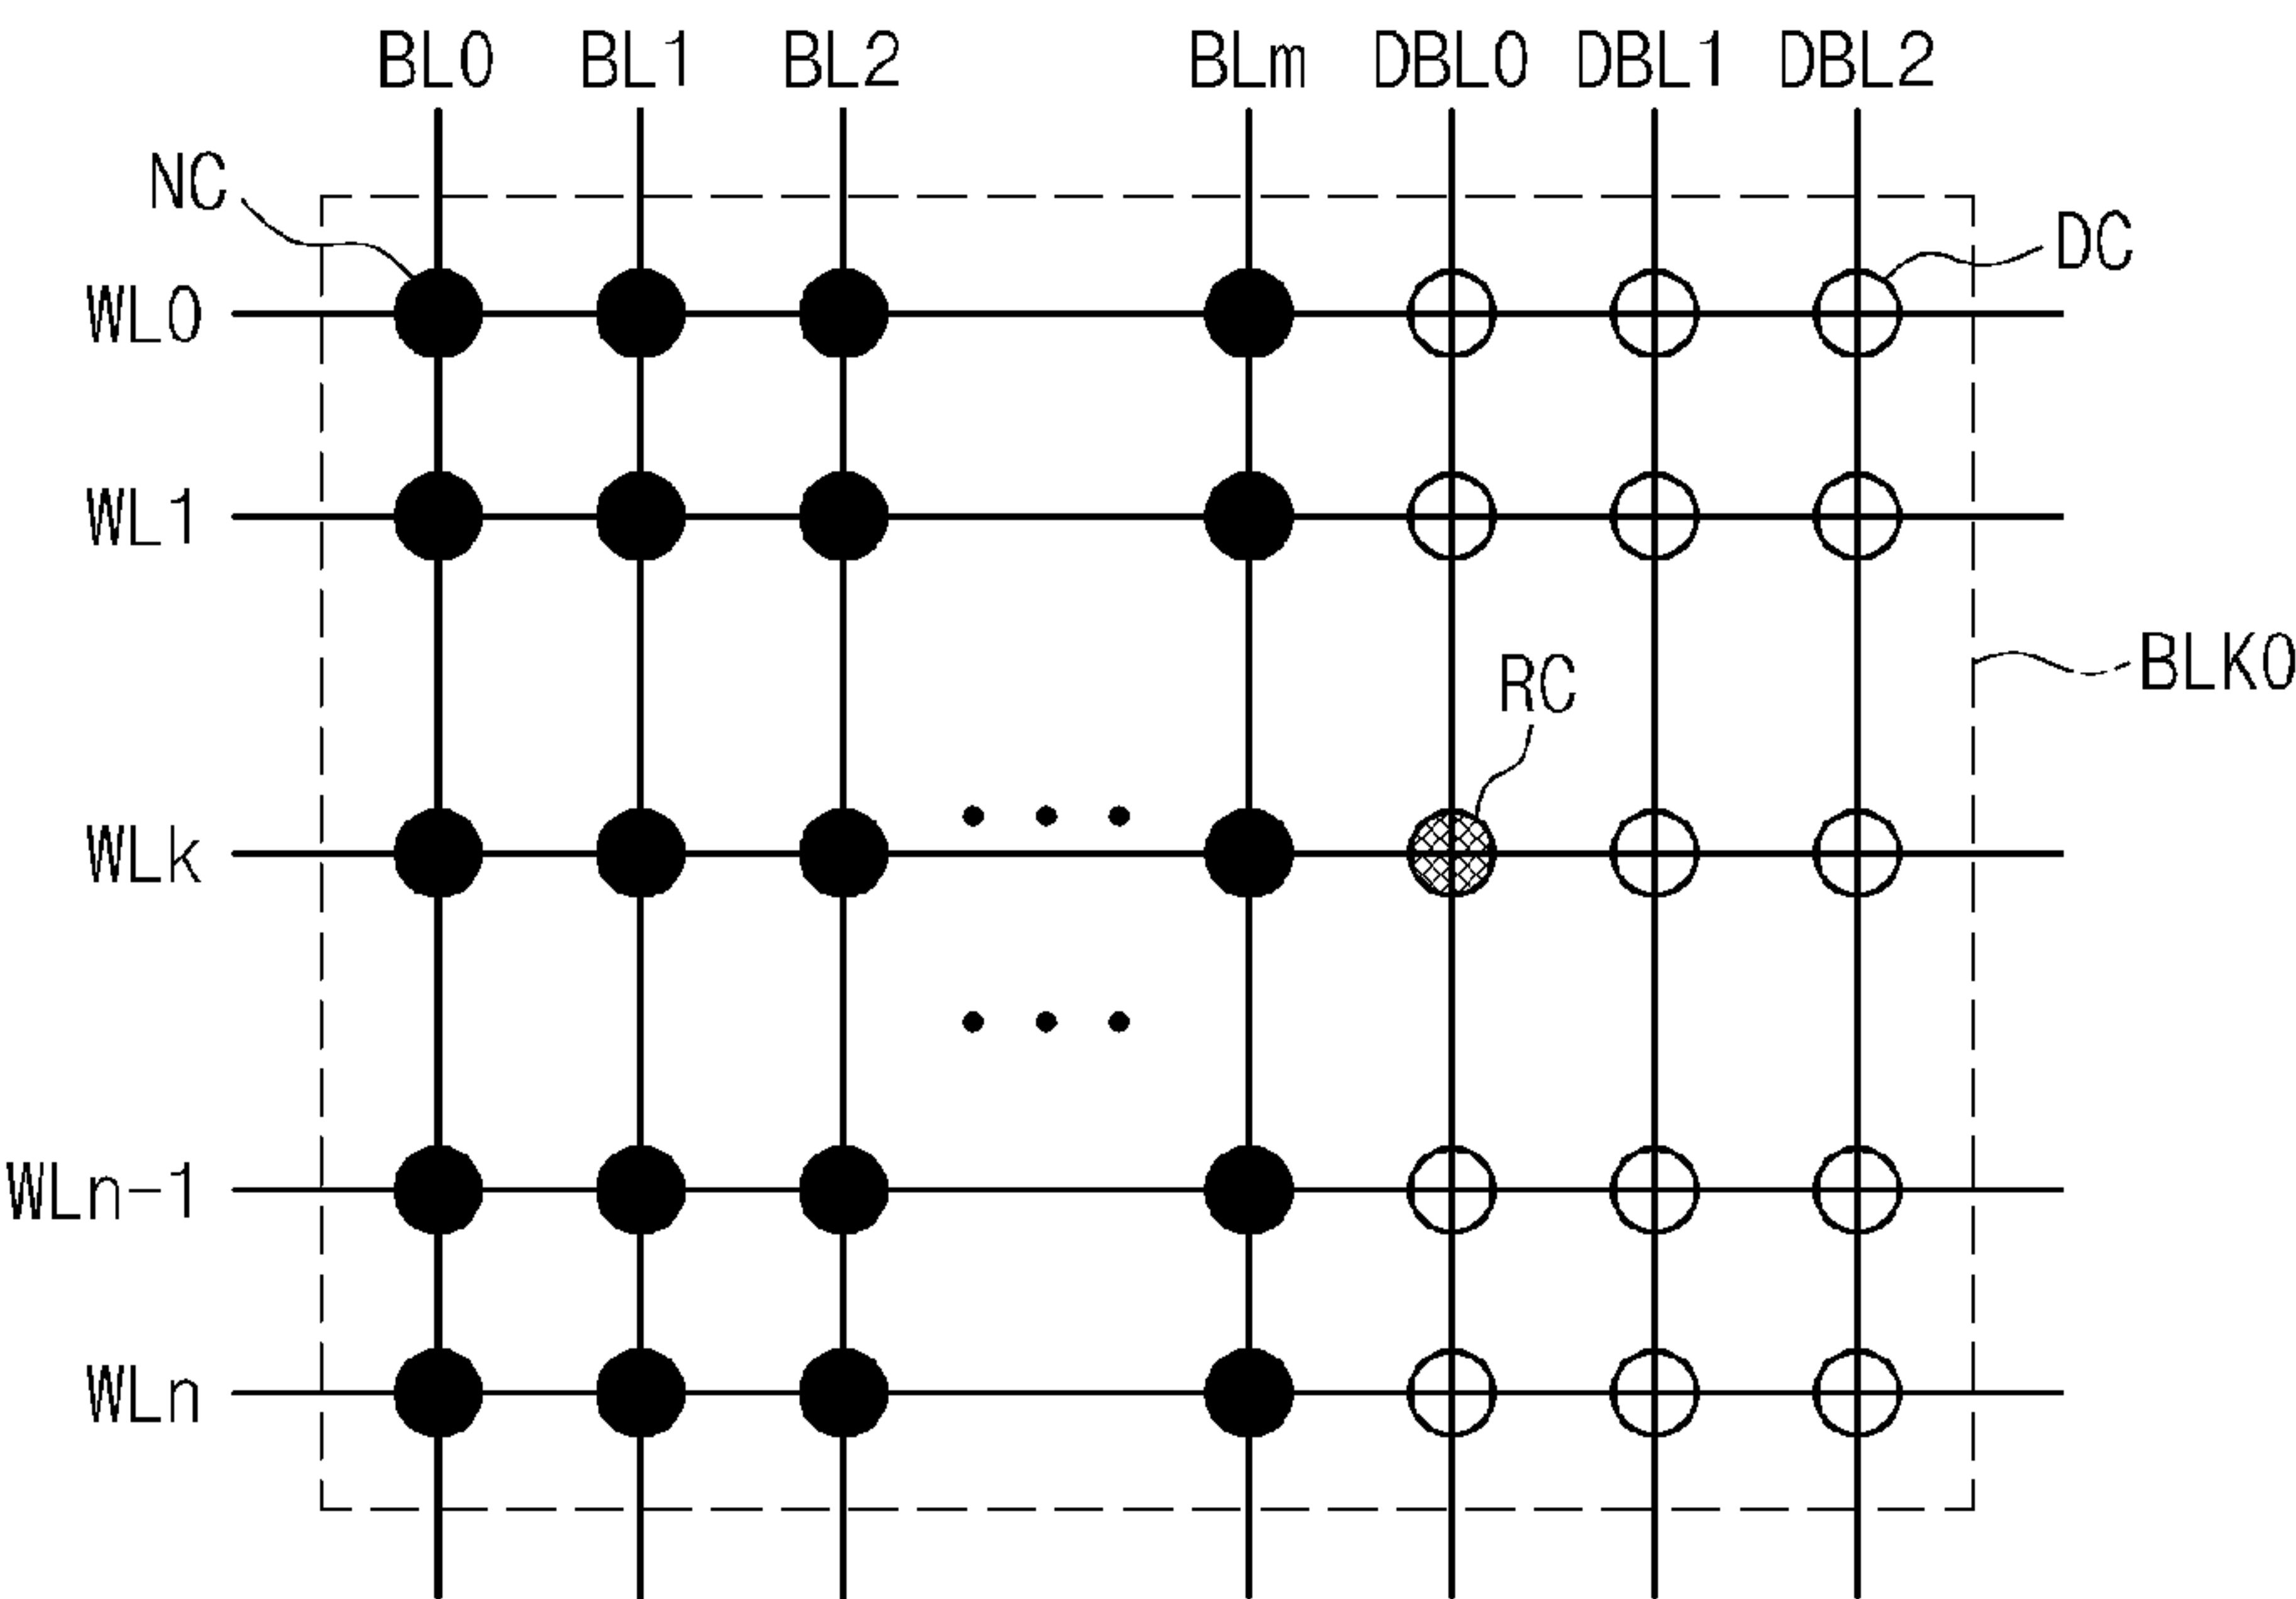 BL0 BL1 BL2 BLm DBL0 DBL1 DBL2
NC
DC
WL0
WL1
BLK0
RC
WLk
WLn-1
WLn